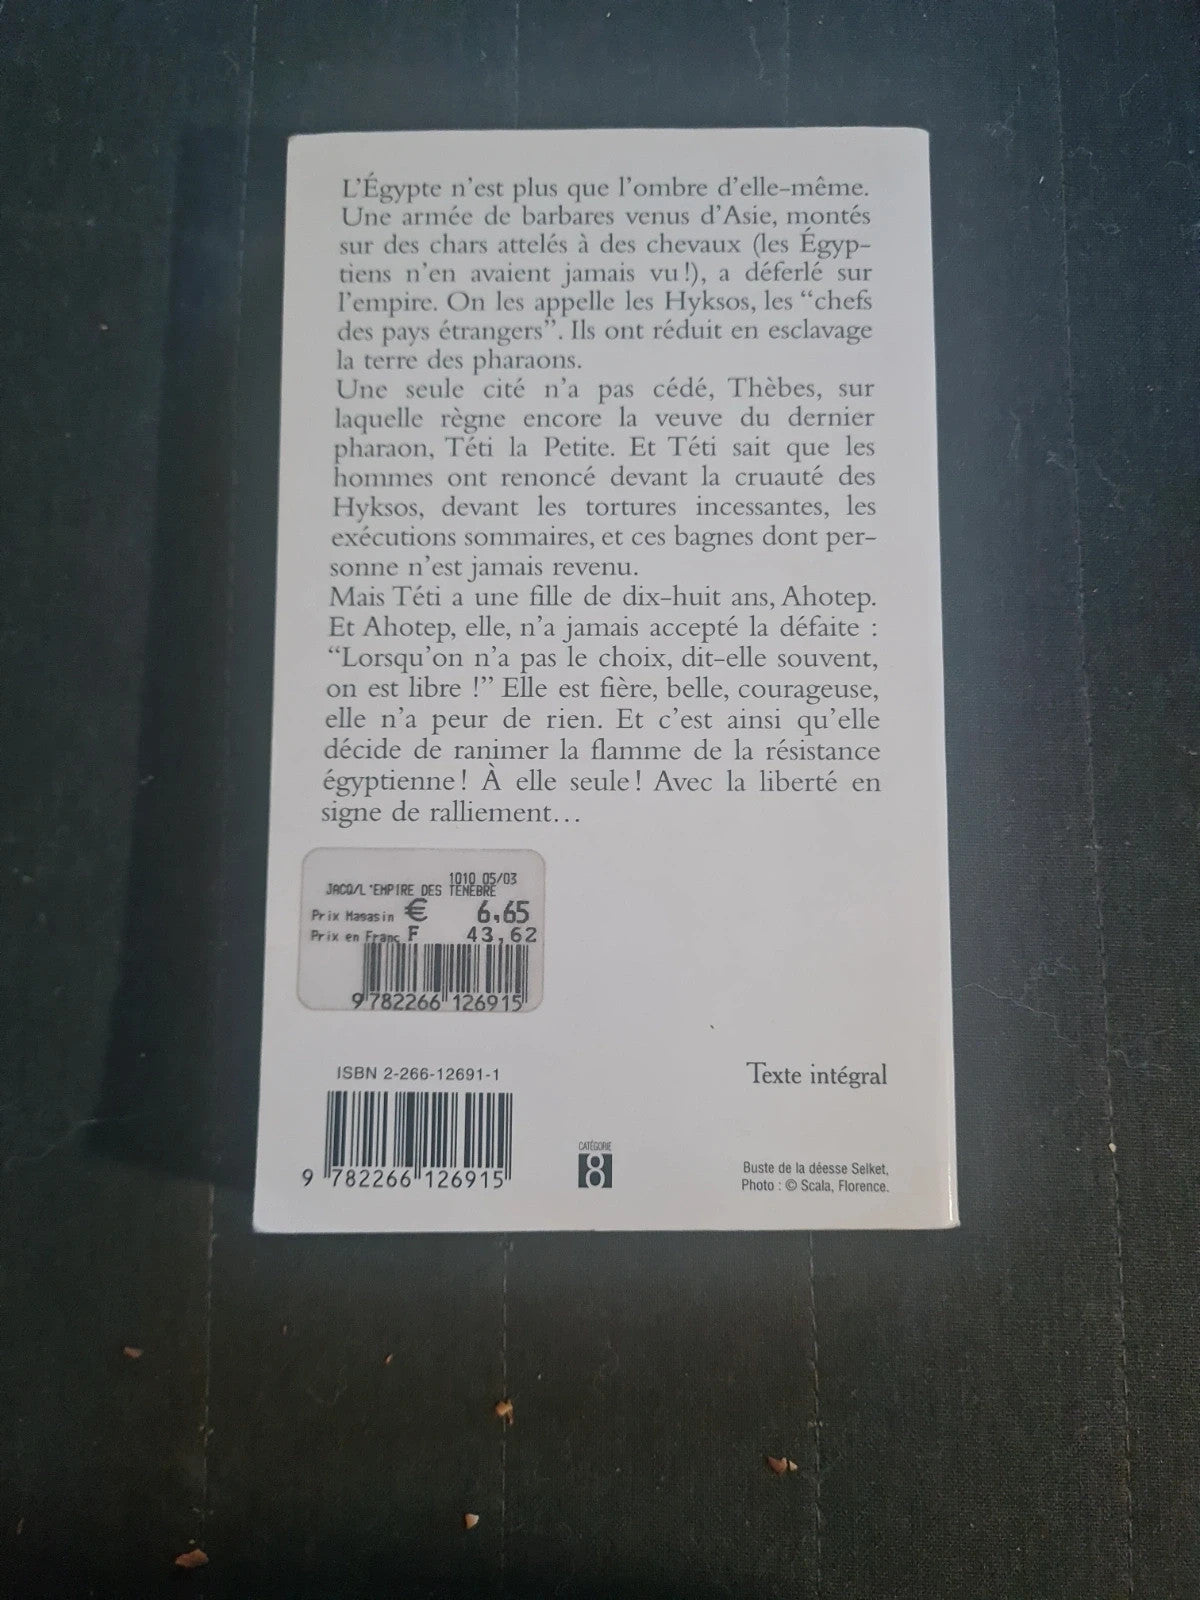 L'Égypte n'est plus que l'ombre d'elle-même.
Une armée de barbares venus d'Asie, montés
sur des chars attelés à des chevaux (les Égyp-
tiens n'en avaient jamais vu !), a déferlé sur
l'empire. On les appelle les Hyksos, les “chefs
des pays étrangers”. Ils ont réduit en esclavage
la terre des pharaons.
Une seule cité n'a pas cédé, Thèbes, sur
laquelle règne encore la veuve du dernier
pharaon, Téti la Petite. Et Téti sait que les
hommes ont renoncé devant la cruauté des
Hyksos, devant les tortures incessantes, les
exécutions sommaires, et ces bagnes dont per-
sonne n'est jamais revenu.
Mais Téti a une fille de dix-huit ans, Ahotep.
Et Ahotep, elle, n'a jamais accepté la défaite :
“Lorsqu'on n'a pas le choix, dit-elle souvent,
on est libre !” Elle est fière, belle, courageuse,
elle n'a peur de rien. Et c'est ainsi qu'elle
décide de ranimer la flamme de la résistance
égyptienne ! À elle seule ! Avec la liberté en
signe de ralliement…
1010 05/03
JACQ/L'EMPIRE DES TENEBRE
Prix Magasin € 6,65
Prix en Franc F 43,62
9 782266 126915
ISBN 2-266-12691-1
9 782266 126915
CATÉGORIE
8
Texte intégral
Buste de la déesse Selket,
Photo : © Scala, Florence.